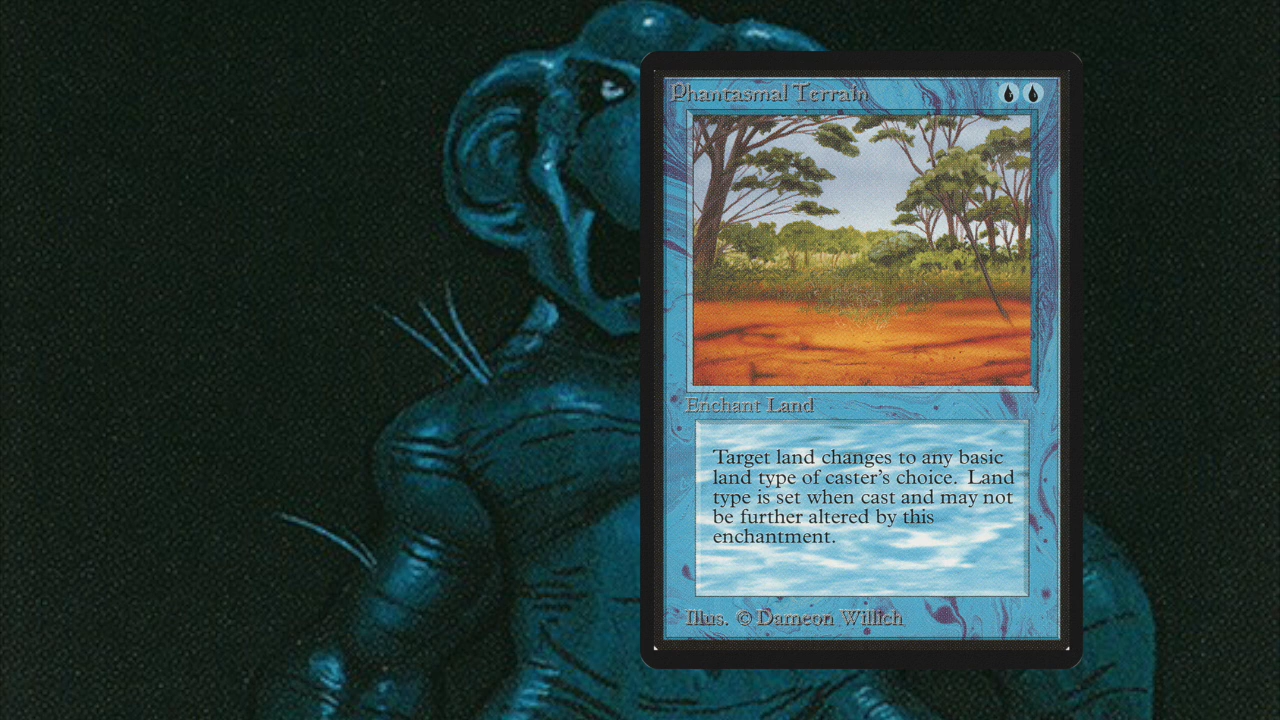 Phantasmal Terrain
Enchant Land
Target land changes to any basic
land type of caster's choice. Land
type is set when cast and may not
be further altered by this
enchantment.
Illus. © Dameon Willich